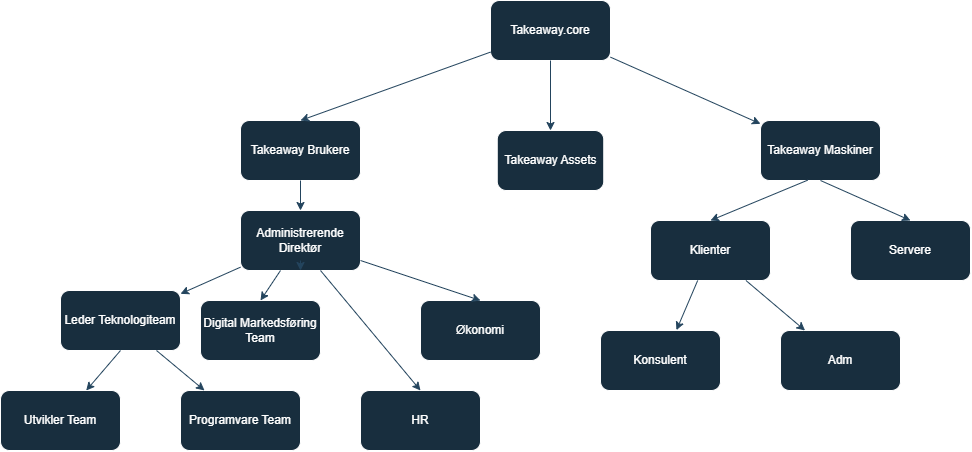 Takeaway.core
Takeaway Brukere
Takeaway Assets
Takeaway Maskiner
Administrerende
Direktør
Klienter
Servere
Leder Teknologiteam
Digital Markedsføring
Team
Økonomi
Konsulent
Adm
Utvikler Team
Programvare Team
HR